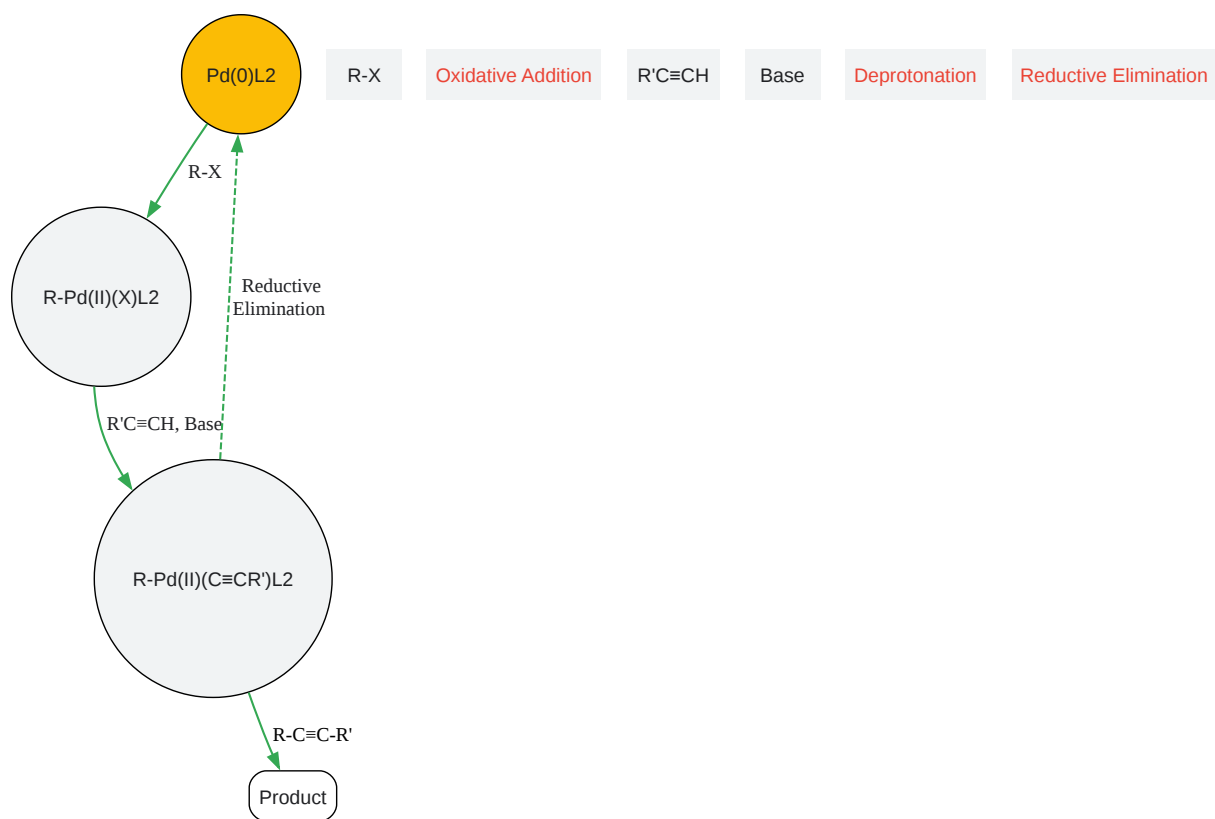 Pd(0)L2
R-X
Oxidative Addition
R'C≡CH
Base
Deprotonation
Reductive Elimination
R-X
R-Pd(II)(X)L2
Reductive
Elimination
R'C≡CH, Base
R-Pd(II)(C≡CR')L2
R-C≡C-R'
Product